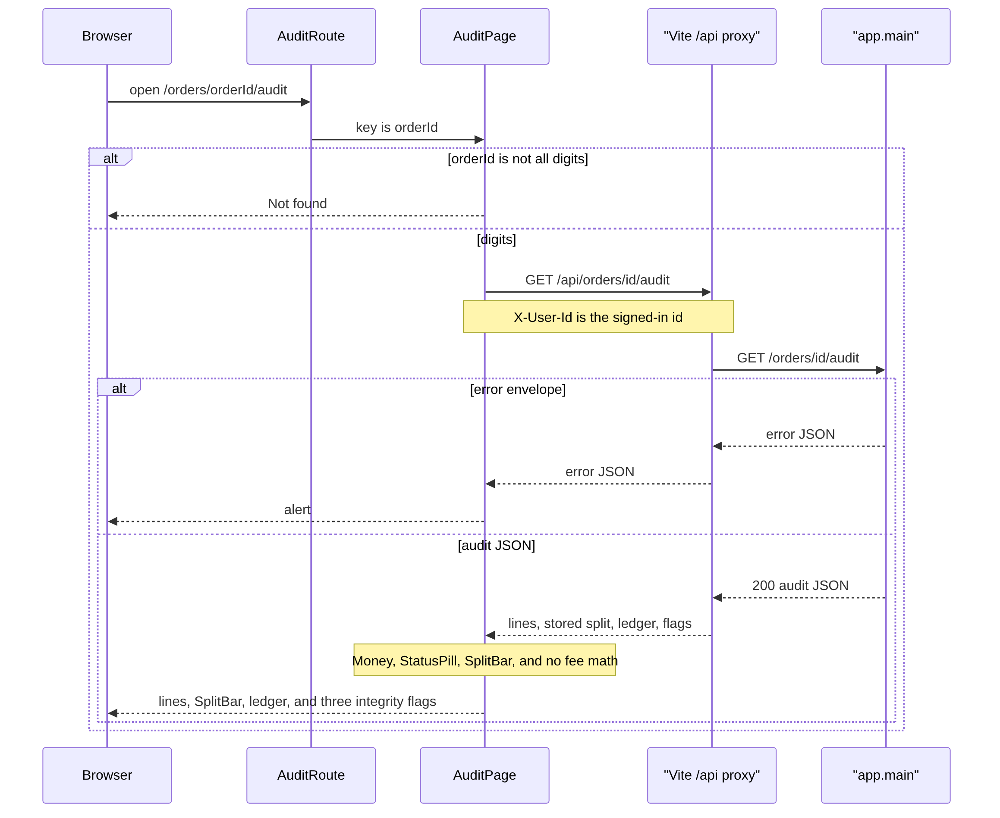 Browser
AuditRoute
AuditPage
"Vite /api proxy"
"app.main"
open /orders/orderId/audit
key is orderId
alt
[orderId is not all digits]
Not found
[digits]
GET /api/orders/id/audit
X-User-Id is the signed-in id
GET /orders/id/audit
alt
[error envelope]
error JSON
error JSON
alert
[audit JSON]
200 audit JSON
lines, stored split, ledger, flags
Money, StatusPill, SplitBar, and no fee math
lines, SplitBar, ledger, and three integrity flags
Browser
AuditRoute
AuditPage
"Vite /api proxy"
"app.main"